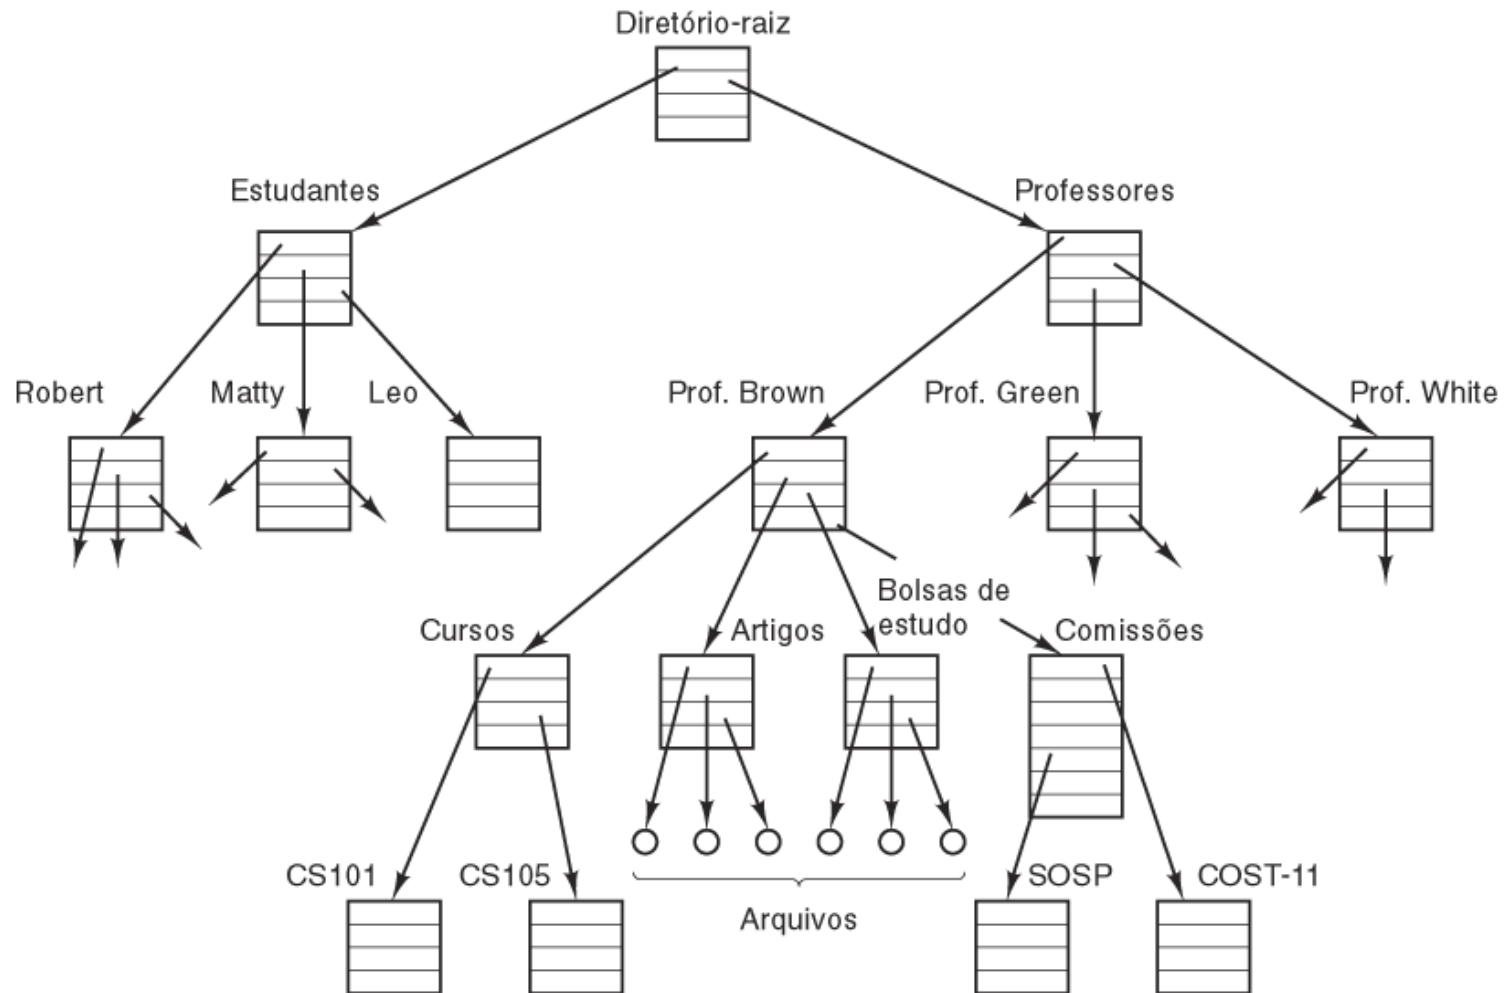 Diretório-raiz
Estudantes
Professores
Robert
Matty
Leo
Prof. Brown
Prof. Green
Prof. White
Cursos
Artigos
Bolsas de
estudo
Comissões
CS101
CS105
Arquivos
SOSP
COST-11